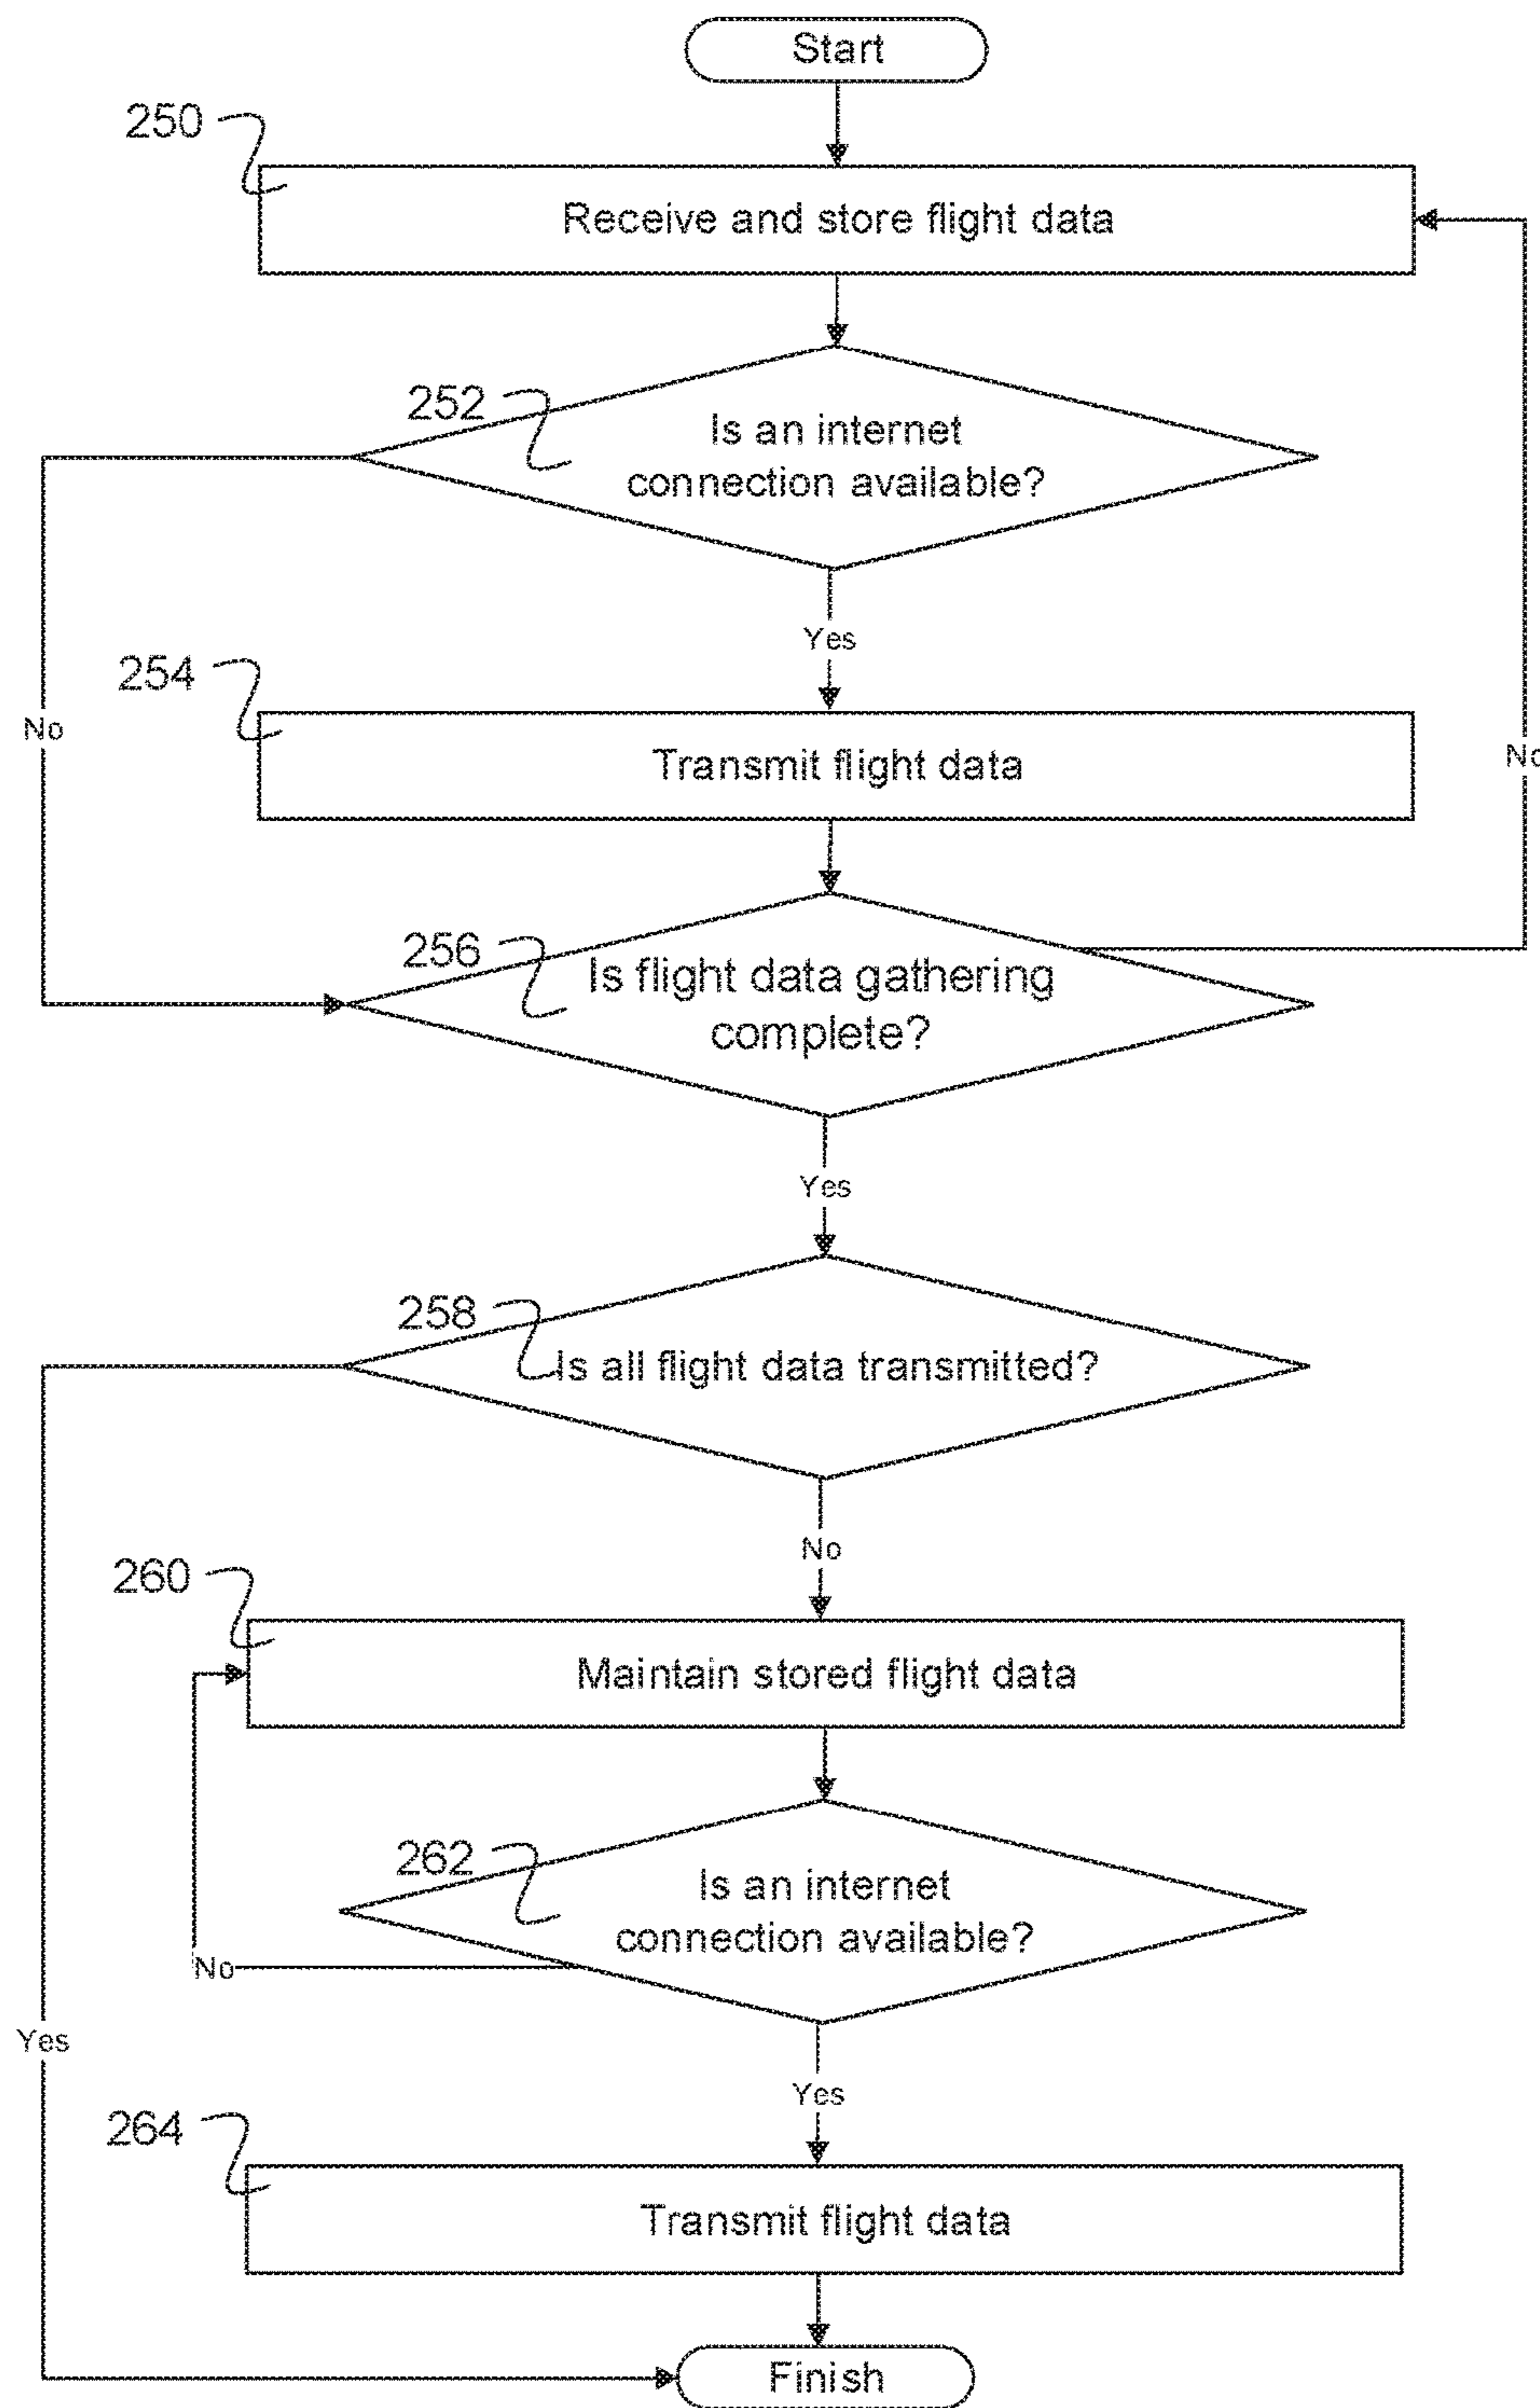 Start
250
Receive and store flight data
252
Is an internet
connection available?
Yes
254
No
Transmit flight data
No
256
Is flight data gathering
complete?
Yes
258
Is all flight data transmitted?
No
260
Maintain stored flight data
262
Is an internet
connection available?
No
Yes
Yes
264
Transmit flight data
Finish